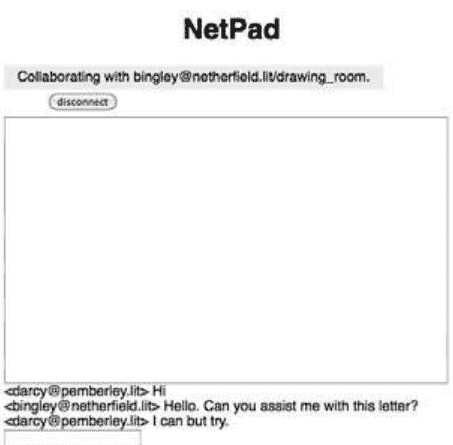 NetPad
Collaborating with bingley@netherfield.lit/drawing_room.
disconnect
<darcy@pemberley.lit> Hi
<bingley@netherfield.lit> Hello. Can you assist me with this letter?
<darcy@pemberley.lit> I can but try.